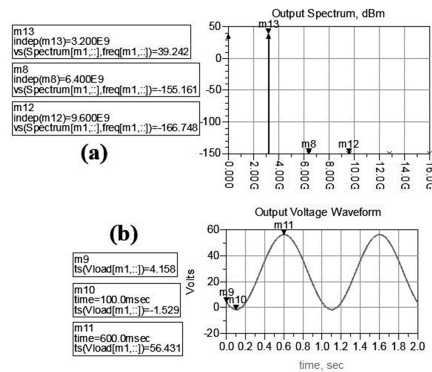 m13
indep(m13)=3.200E9
vs(Spectrum[m1,::],freq[m1,::])=39.242
m8
indep(m8)=6.400E9
vs(Spectrum[m1,::],freq[m1,::])=-155.161
m12
indep(m12)=9.600E9
vs(Spectrum[m1,::],freq[m1,::])=-166.748
(a)
Output Spectrum, dBm
m13
50
0
-50
-100
-150
m8 m12
0.000 2.00G 4.00G 6.00G 8.00G 10.0G 12.0G 14.0G 16.0G
(b)
m9
ts(Vload[m1,::])=4.158
m10
time=100.0msec
ts(Vload[m1,::])=-1.529
m11
time=600.0msec
ts(Vload[m1,::])=56.431
Output Voltage Waveform
m11
60
40
20
0
-20
Volts
m9
m10
0.0 0.2 0.4 0.6 0.8 1.0 1.2 1.4 1.6 1.8 2.0
time, sec